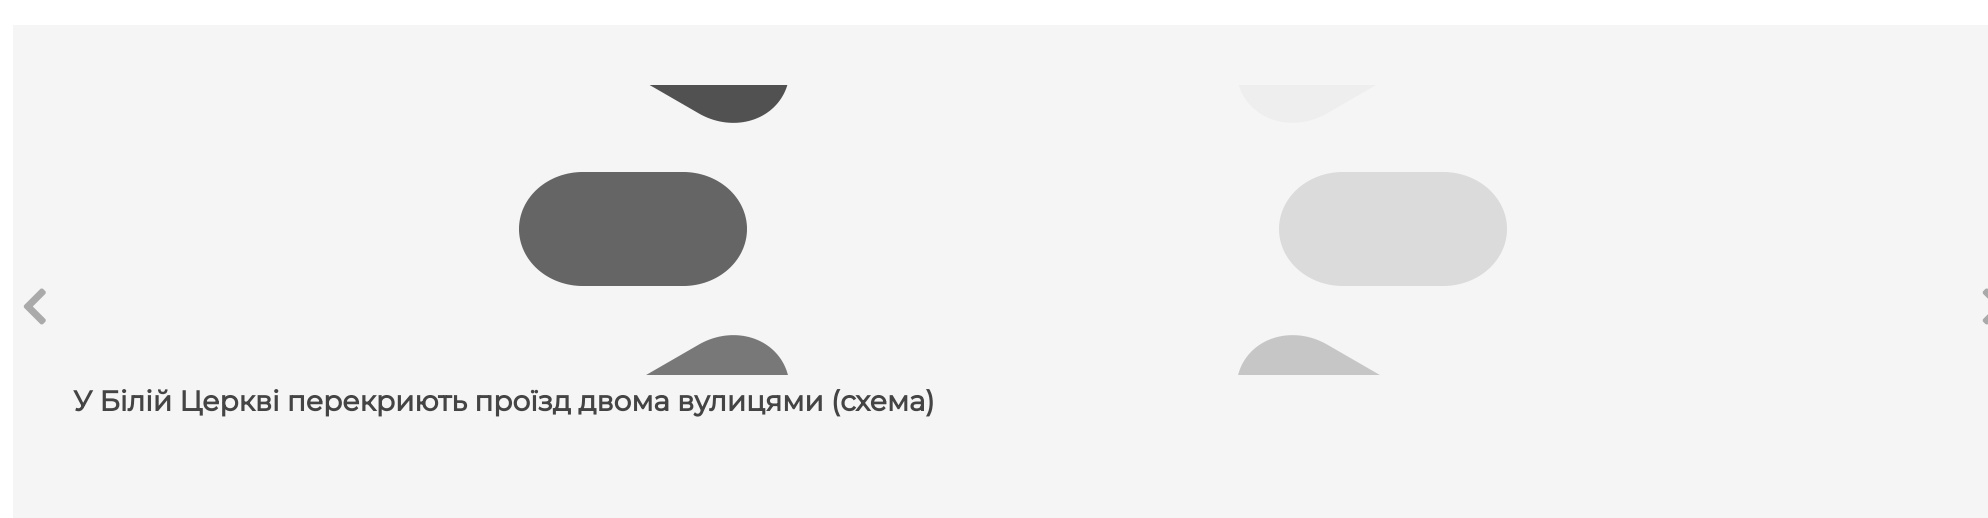 У Білій Церкві перекриють проїзд двома вулицями (схема)